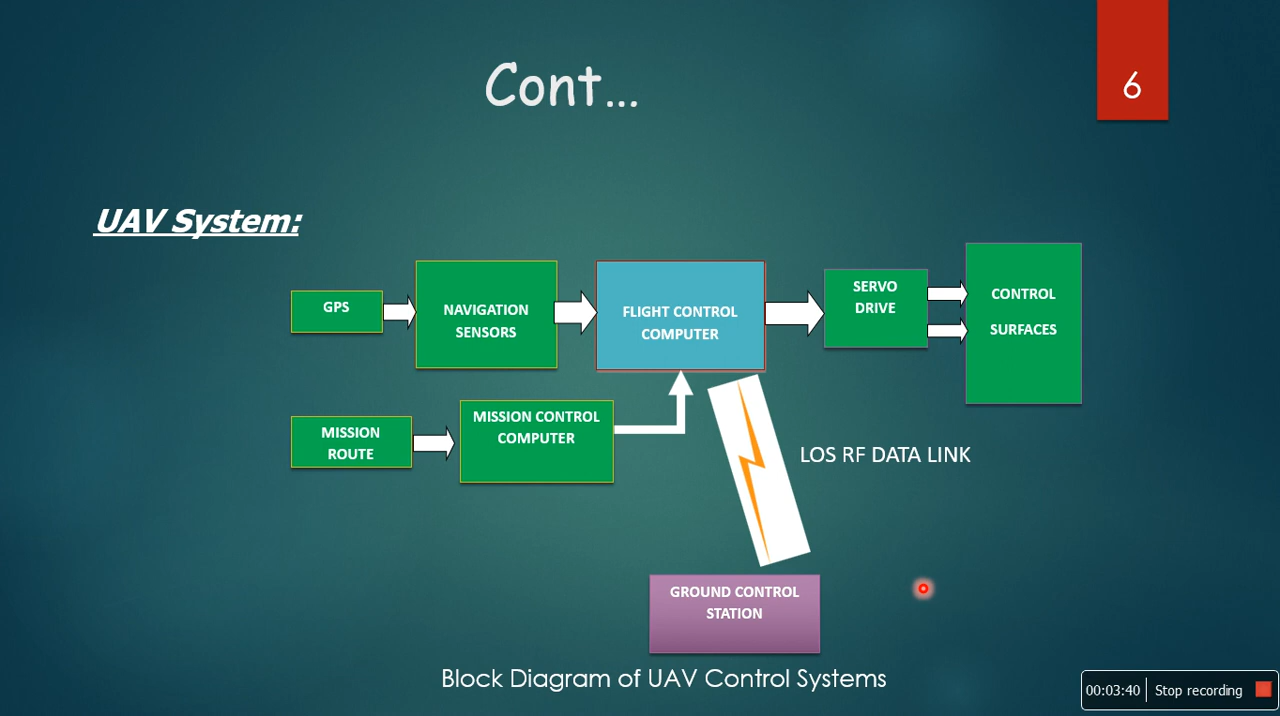 Cont...
6
UAV System:
GPS
NAVIGATION
SENSORS
FLIGHT CONTROL
COMPUTER
SERVO
DRIVE
CONTROL
SURFACES
MISSION
ROUTE
MISSION CONTROL
COMPUTER
LOS RF DATA LINK
GROUND CONTROL
STATION
Block Diagram of UAV Control Systems
00:03:40 Stop recording